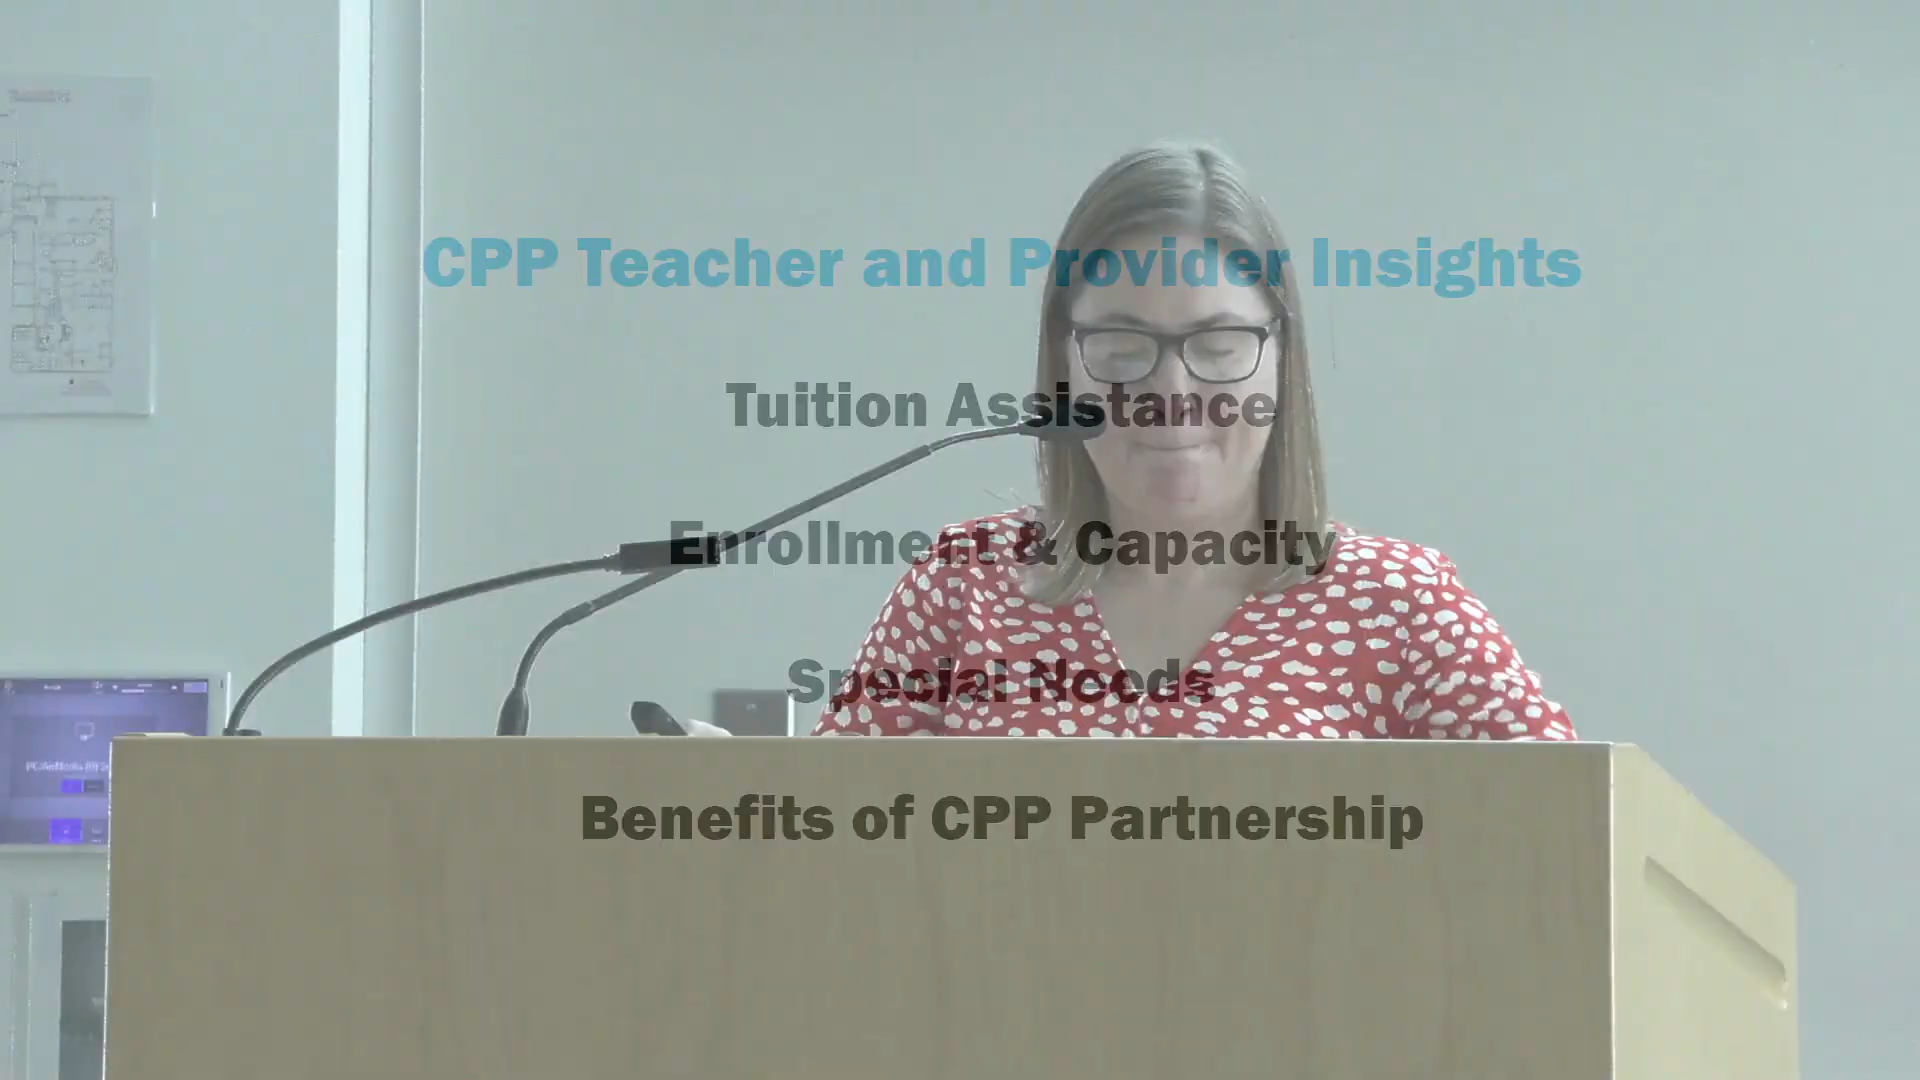 CPP Teacher and Provider Insights
Tuition Assistance
Enrollment & Capacity
Special Needs
Benefits of CPP Partnership